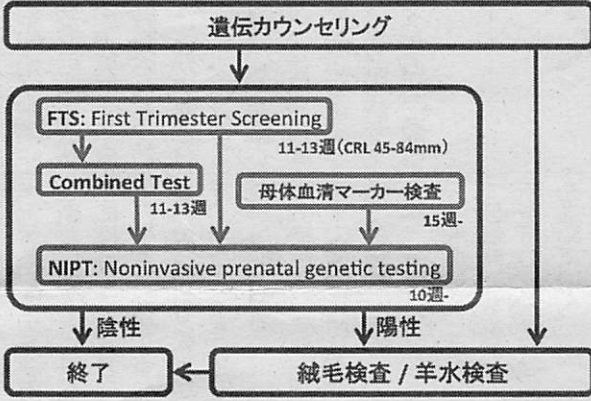 遺伝カウンセリング
FTS: First Trimester Screening
11-13週(CRL 45-84mm)
Combined Test
11-13週
母体血清マーカー検査
15週-
NIPT: Noninvasive prenatal genetic testing
10週-
陰性
陽性
終了
絨毛検査 / 羊水検査